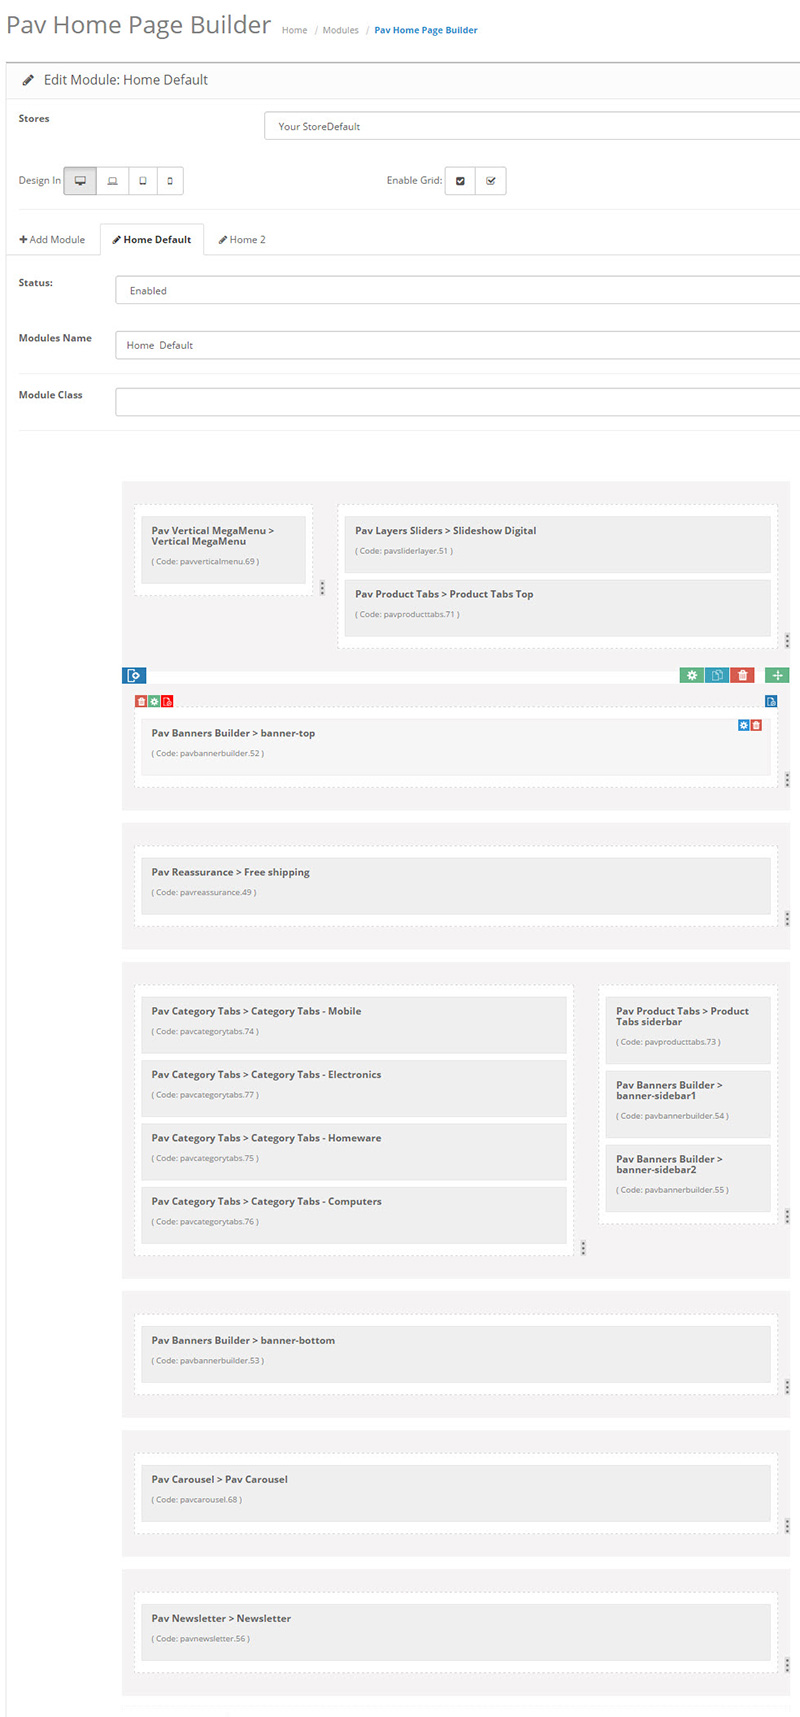 Pav Home Page Builder Home / Modules / Pav Home Page Builder
Edit Module: Home Default
Stores
Your StoreDefault
Design In
Enable Grid:
Add Module
Home Default
Home 2
Status:
Enabled
Modules Name
Home Default
Module Class
Pav Vertical MegaMenu >
Vertical MegaMenu
( Code: pavverticalmenu.69 )
Pav Layers Sliders > Slideshow Digital
( Code: pavsliderlayer.51 )
Pav Product Tabs > Product Tabs Top
( Code: pavproducttabs.71 )
Pav Banners Builder > banner-top
( Code: pavbannerbuilder.52 )
Pav Reassurance > Free shipping
( Code: pavreassurance.49 )
Pav Category Tabs > Category Tabs - Mobile
( Code: pavcategorytabs.74 )
Pav Category Tabs > Category Tabs - Electronics
( Code: pavcategorytabs.77 )
Pav Category Tabs > Category Tabs - Homeware
( Code: pavcategorytabs.75 )
Pav Category Tabs > Category Tabs - Computers
( Code: pavcategorytabs.76 )
Pav Product Tabs > Product
Tabs siderbar
( Code: pavproducttabs.73 )
Pav Banners Builder >
banner-sidebar1
( Code: pavbannerbuilder.54 )
Pav Banners Builder >
banner-sidebar2
( Code: pavbannerbuilder.55 )
Pav Banners Builder > banner-bottom
( Code: pavbannerbuilder.53 )
Pav Carousel > Pav Carousel
( Code: pavcarousel.68 )
Pav Newsletter > Newsletter
( Code: pavnewsletter.56 )